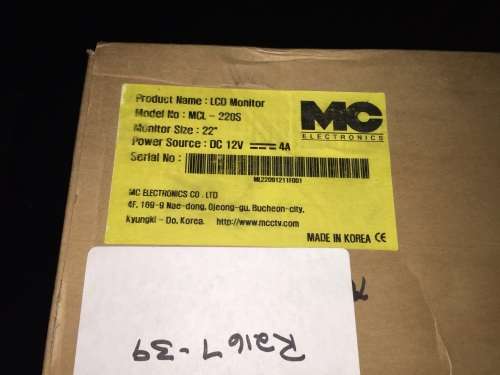 Product Name : LCD Monitor
Model No : MCL - 220S
Monitor Size : 22"
Power Source : DC 12V 4A
Serial No :
MC
ELECTRONICS
MC ELECTRONICS CO . LTD
4F, 169-9 Nae-dong, Ojeong-gu, Bucheon-city,
Kyungki - Do, Korea. http://www.mcctv.com
MADE IN KOREA CE
R2167-39